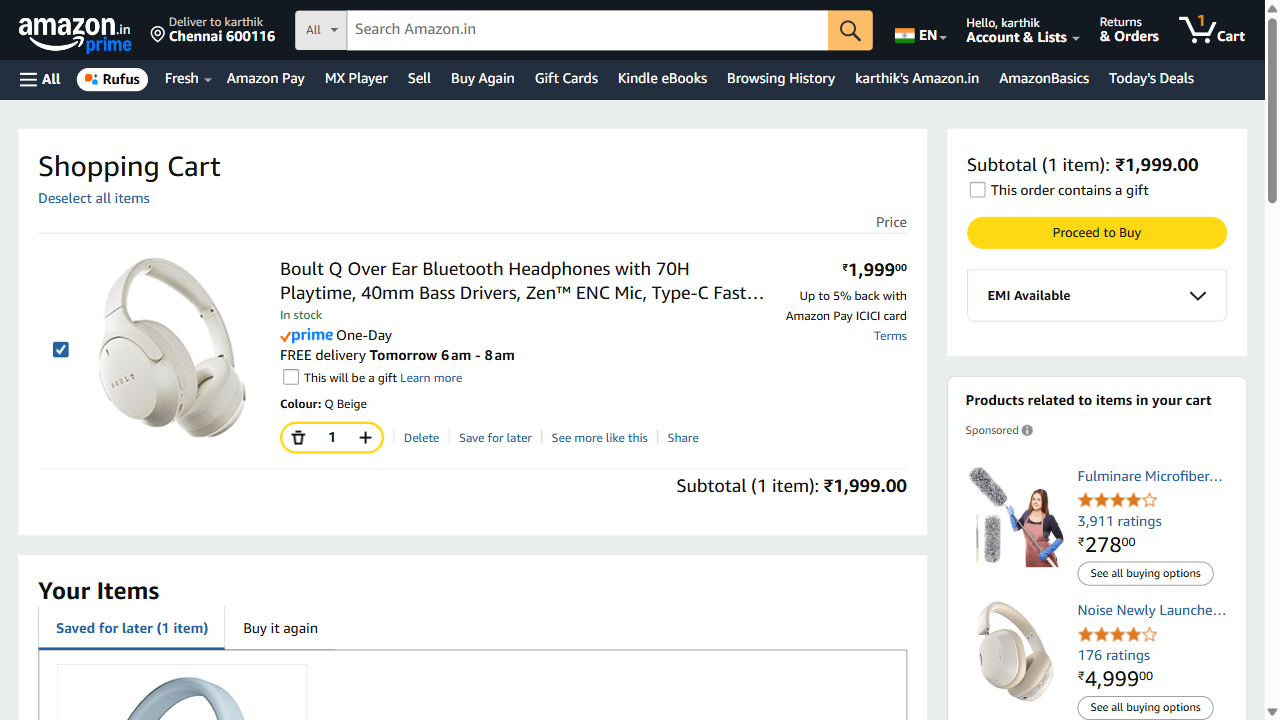 amazon.in
prime
Deliver to karthik
Chennai 600116
All
Search Amazon.in
EN
Hello, karthik
Account & Lists
Returns
& Orders
1
Cart
All
Rufus
Fresh
Amazon Pay
MX Player
Sell
Buy Again
Gift Cards
Kindle eBooks
Browsing History
karthik's Amazon.in
AmazonBasics
Today's Deals
Shopping Cart
Deselect all items
Price
BOULT
Boult Q Over Ear Bluetooth Headphones with 70H
Playtime, 40mm Bass Drivers, Zen™ ENC Mic, Type-C Fast…
In stock
prime One-Day
FREE delivery Tomorrow 6 am - 8 am
This will be a gift Learn more
Colour: Q Beige
1
Delete
Save for later
See more like this
Share
₹1,999.00
Up to 5% back with
Amazon Pay ICICI card
Terms
Subtotal (1 item): ₹1,999.00
Your Items
Saved for later (1 item)
Buy it again
Subtotal (1 item): ₹1,999.00
This order contains a gift
Proceed to Buy
EMI Available
Products related to items in your cart
Sponsored
Fulminare Microfiber…
3,911 ratings
₹27800
See all buying options
Noise Newly Launche…
176 ratings
₹4,99900
See all buying options